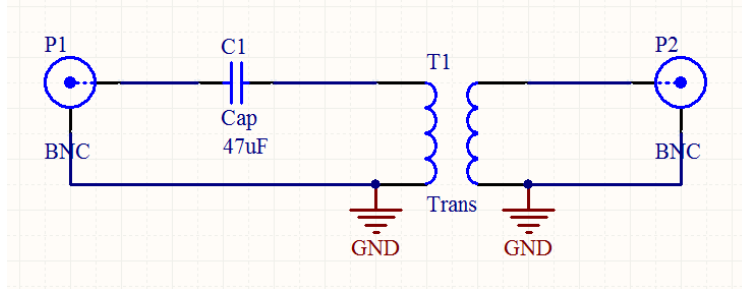 P1
C1
T1
P2
Cap
47uF
BNC
BNC
Trans
GND
GND